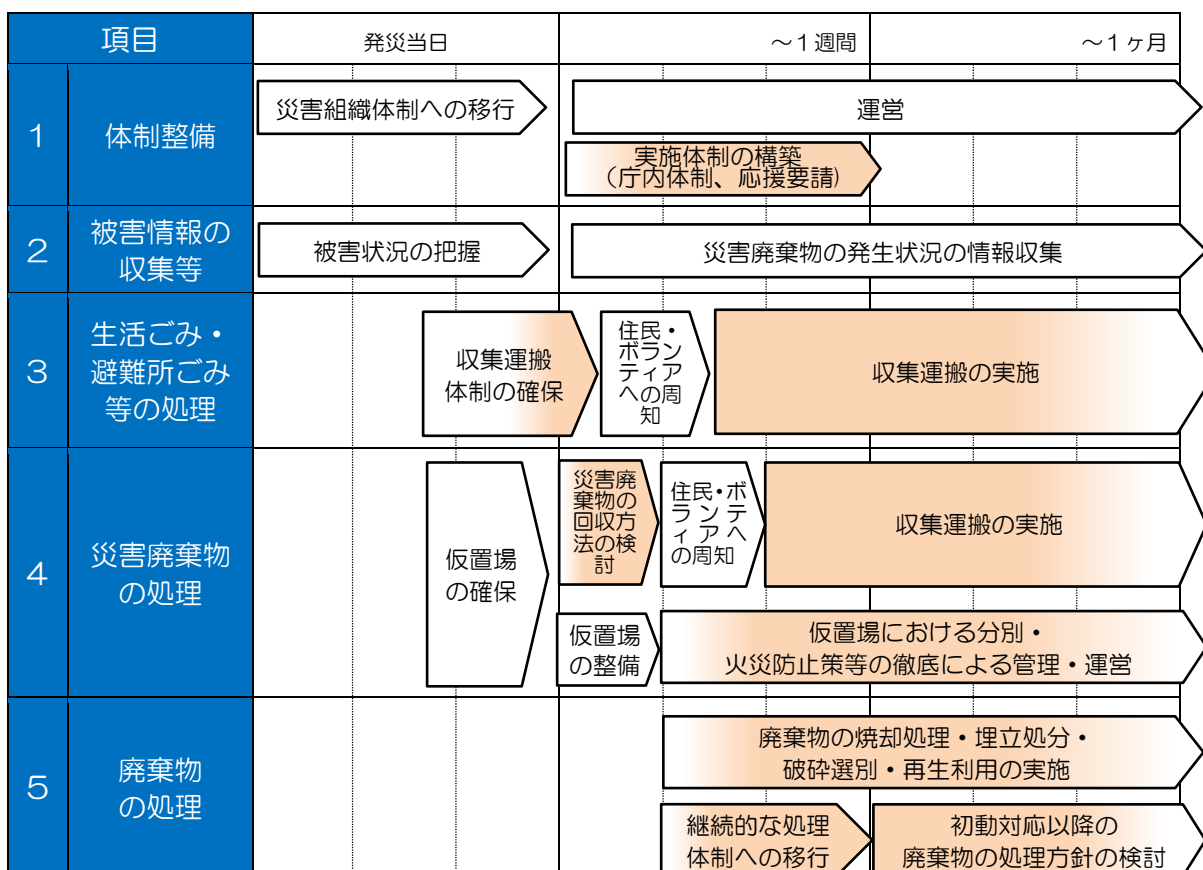 項目
発災当日
～１週間
～１ヶ月
1
体制整備
災害組織体制への移行
運営
実施体制の構築
（庁内体制、応援要請)
2
被害情報の
収集等
被害状況の把握
災害廃棄物の発生状況の情報収集
3
生活ごみ・
避難所ごみ
等の処理
収集運搬
体制の確保
住民・
ボラン
ティア
への周
知
収集運搬の実施
4
災害廃棄物
の処理
仮置場
の確保
災害廃
棄物の
回収方
法の検
討
住民・ボ
ランテ
ィアへ
の周知
収集運搬の実施
仮置場
の整備
仮置場における分別・
火災防止策等の徹底による管理・運営
5
廃棄物
の処理
廃棄物の焼却処理・埋立処分・
破砕選別・再生利用の実施
継続的な処理
体制への移行
初動対応以降の
廃棄物の処理方針の検討